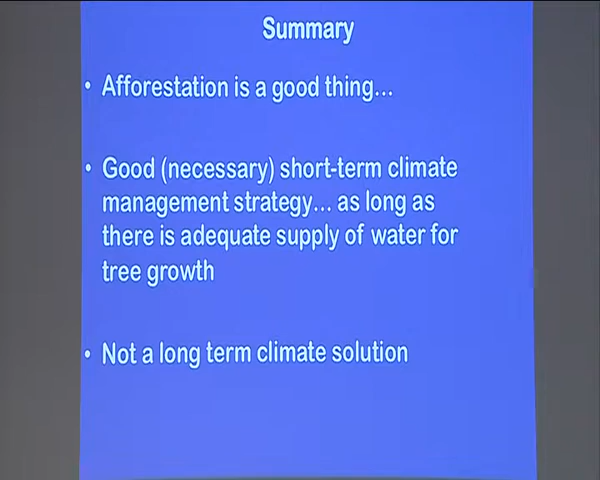 Summary
• Afforestation is a good thing...
• Good (necessary) short-term climate
management strategy... as long as
there is adequate supply of water for
tree growth
• Not a long term climate solution